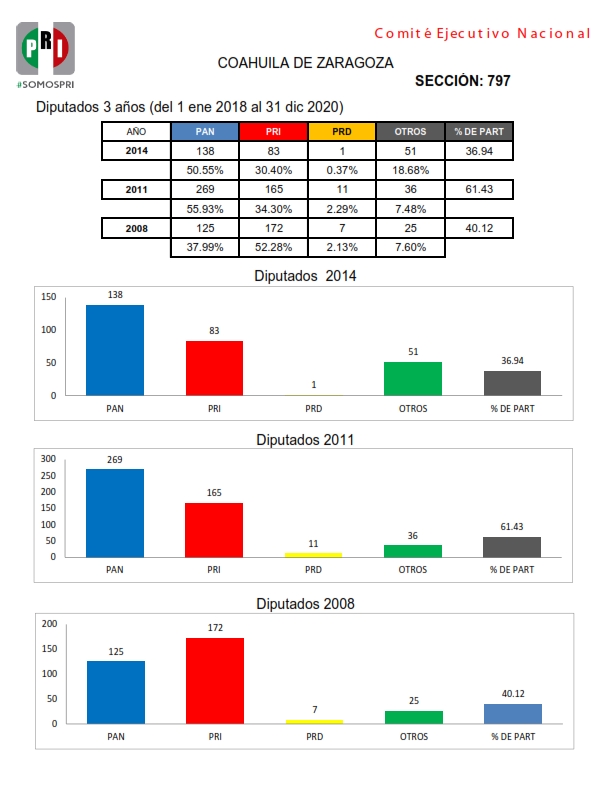 Comité Ejecutivo Nacional
PRI
#SOMOSPRI
COAHUILA DE ZARAGOZA
SECCIÓN: 797
Diputados 3 años (del 1 ene 2018 al 31 dic 2020)
AÑO PAN PRI PRD OTROS % DE PART
2014 138 83 1 51 36.94
50.55% 30.40% 0.37% 18.68%
2011 269 165 11 36 61.43
55.93% 34.30% 2.29% 7.48%
2008 125 172 7 25 40.12
37.99% 52.28% 2.13% 7.60%
Diputados 2014
150
100
50
0
138
83
1
51
36.94
PAN PRI PRD OTROS % DE PART
Diputados 2011
300
250
200
150
100
50
0
269
165
11
36
61.43
PAN PRI PRD OTROS % DE PART
Diputados 2008
200
150
100
50
0
125
172
7
25
40.12
PAN PRI PRD OTROS % DE PART